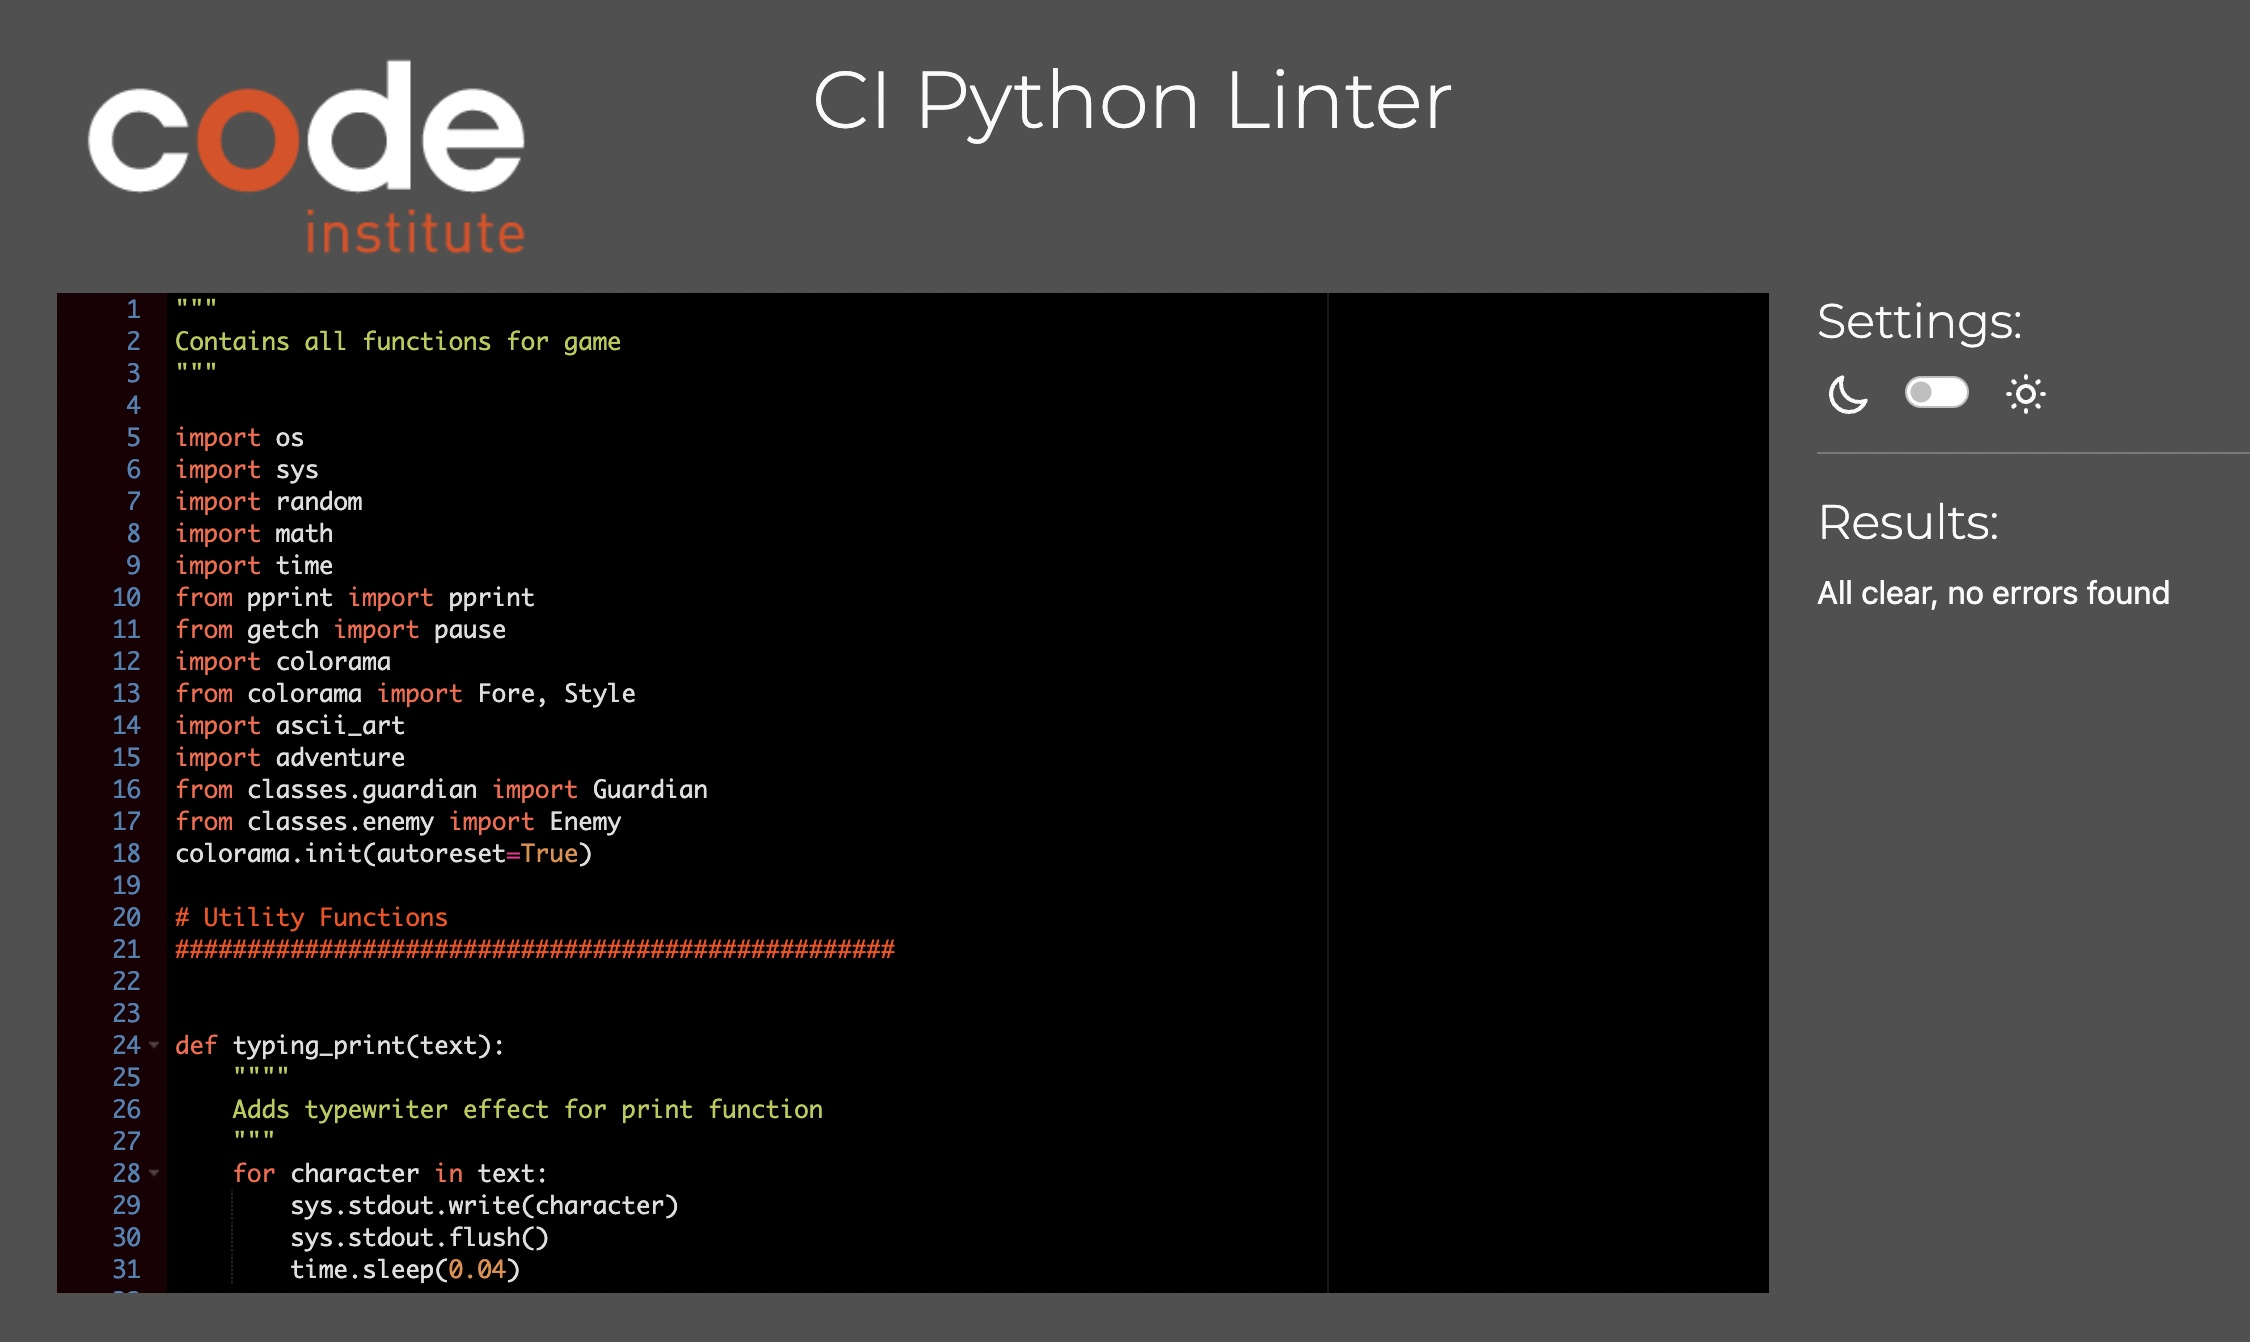 code
institute
CI Python Linter
1 """
2 Contains all functions for game
3 """
4
5 import os
6 import sys
7 import random
8 import math
9 import time
10 from pprint import pprint
11 from getch import pause
12 import colorama
13 from colorama import Fore, Style
14 import ascii_art
15 import adventure
16 from classes.guardian import Guardian
17 from classes.enemy import Enemy
18 colorama.init(autoreset=True)
19
20 # Utility Functions
21 ##################################################
22
23
24 def typing_print(text):
25     """"
26     Adds typewriter effect for print function
27     """
28     for character in text:
29         sys.stdout.write(character)
30         sys.stdout.flush()
31         time.sleep(0.04)
Settings:
Results:
All clear, no errors found